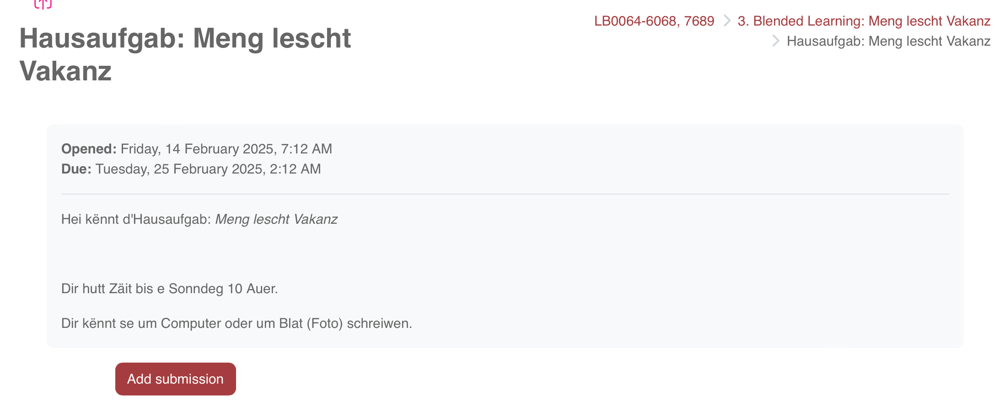 Hausaufgab: Meng lescht
Vakanz
LB0064-6068, 7689 > 3. Blended Learning: Meng lescht Vakanz
> Hausaufgab: Meng lescht Vakanz
Opened: Friday, 14 February 2025, 7:12 AM
Due: Tuesday, 25 February 2025, 2:12 AM
Hei kënnt d'Hausaufgab: Meng lescht Vakanz
Dir hutt Zäit bis e Sonndeg 10 Auer.
Dir kënnt se um Computer oder um Blat (Foto) schreiwen.
Add submission